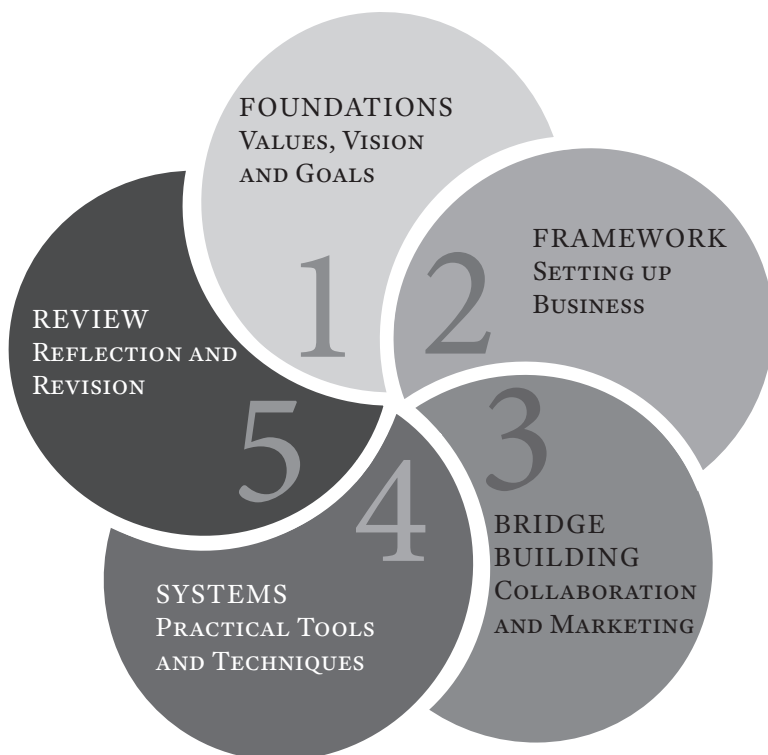 FOUNDATIONS
Values, Vision
and Goals
1
FRAMEWORK
Setting up
Business
2
3
BRIDGE
BUILDING
Collaboration
and Marketing
4
SYSTEMS
Practical Tools
and Techniques
REVIEW
Reflection and
Revision
5